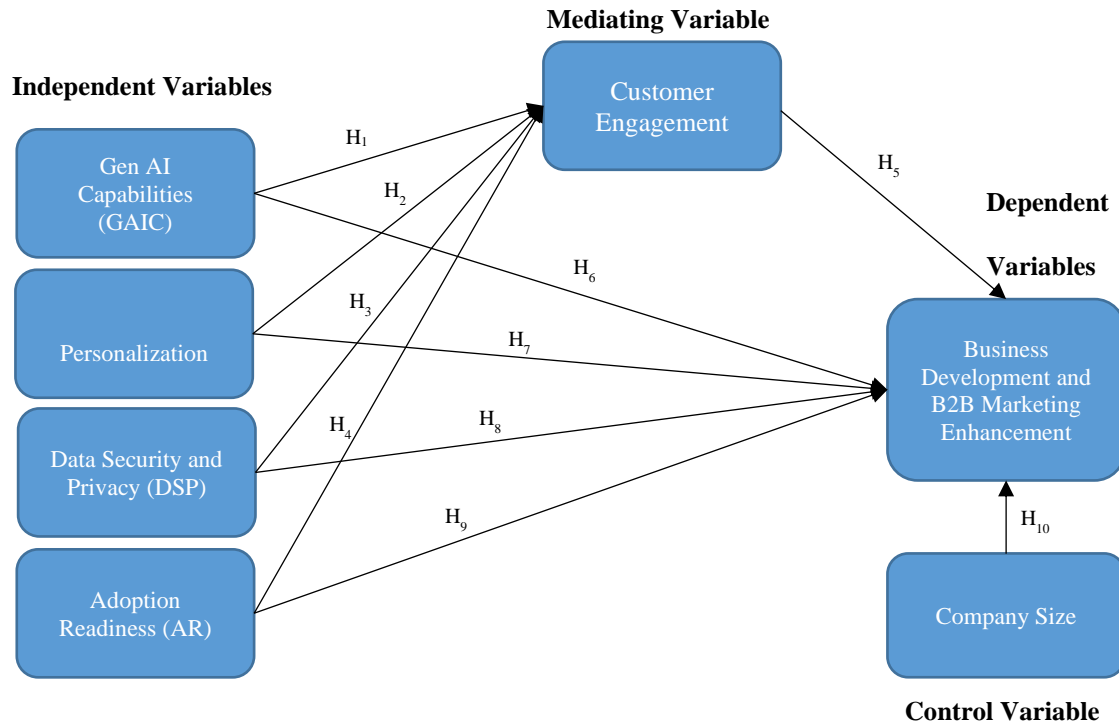 Mediating Variable
Customer
Engagement
Independent Variables
Gen AI
Capabilities
(GAIC)
Personalization
Data Security and
Privacy (DSP)
Adoption
Readiness (AR)
H1
H2
H3
H4
H5
H6
H7
H8
H9
Dependent
Variables
Business
Development and
B2B Marketing
Enhancement
H10
Company Size
Control Variable